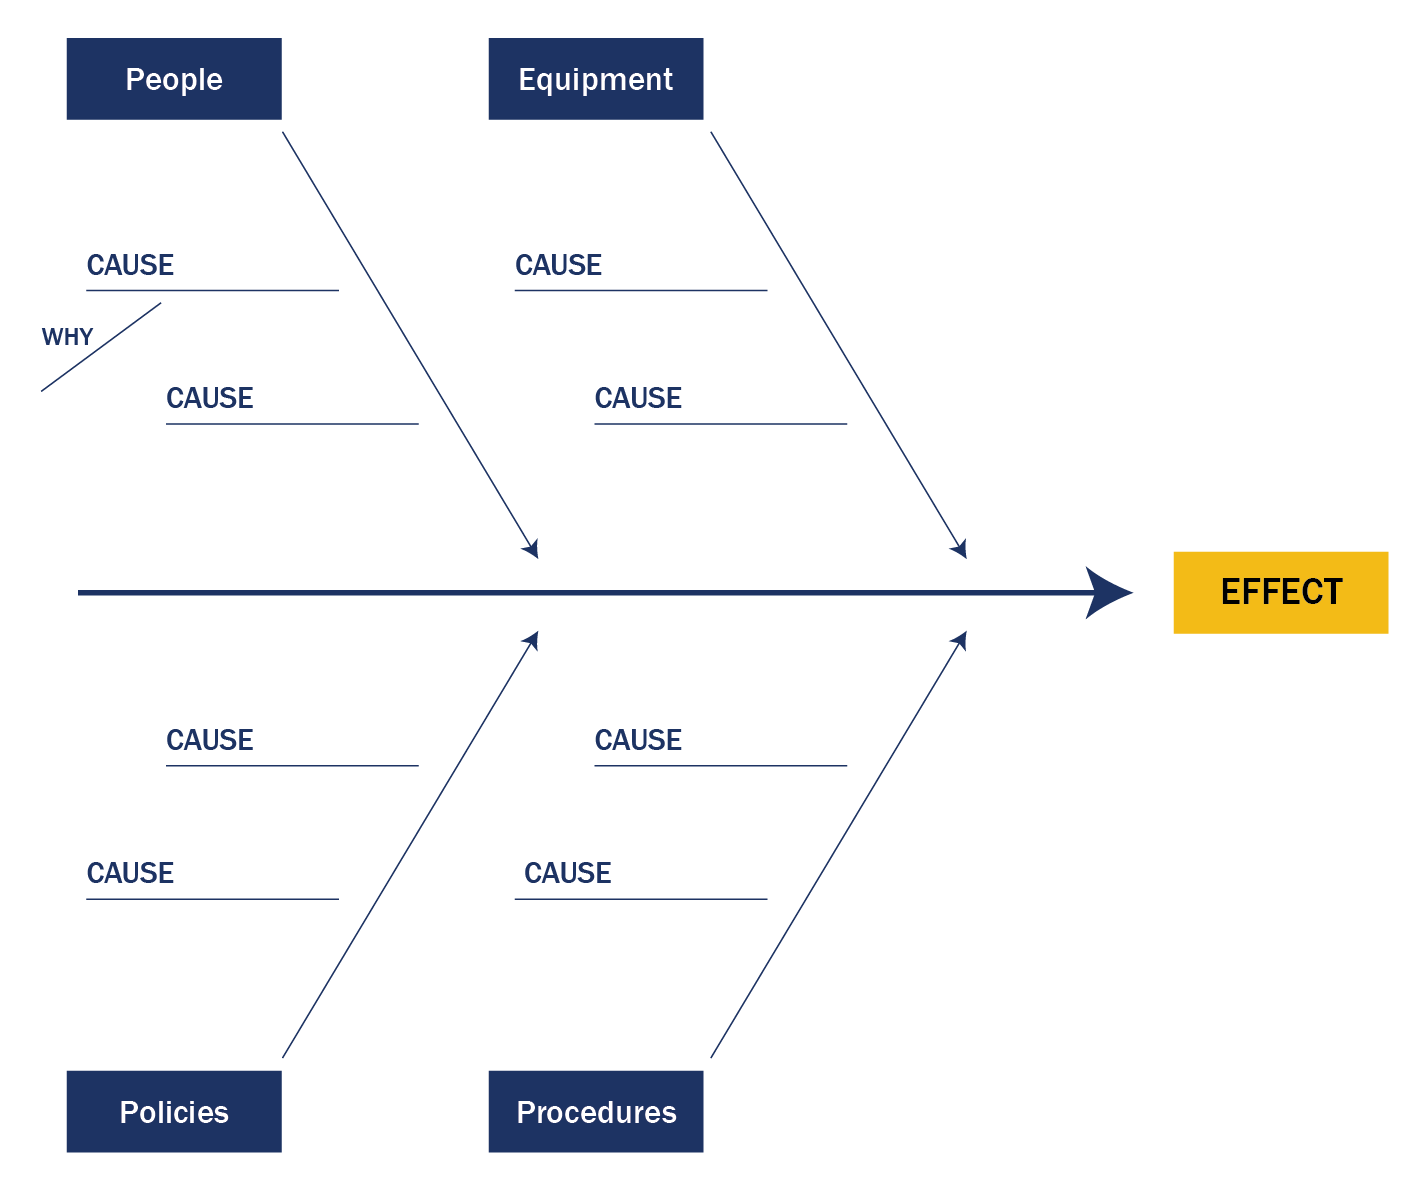 People
Equipment
CAUSE
CAUSE
WHY
CAUSE
CAUSE
EFFECT
CAUSE
CAUSE
CAUSE
CAUSE
Policies
Procedures